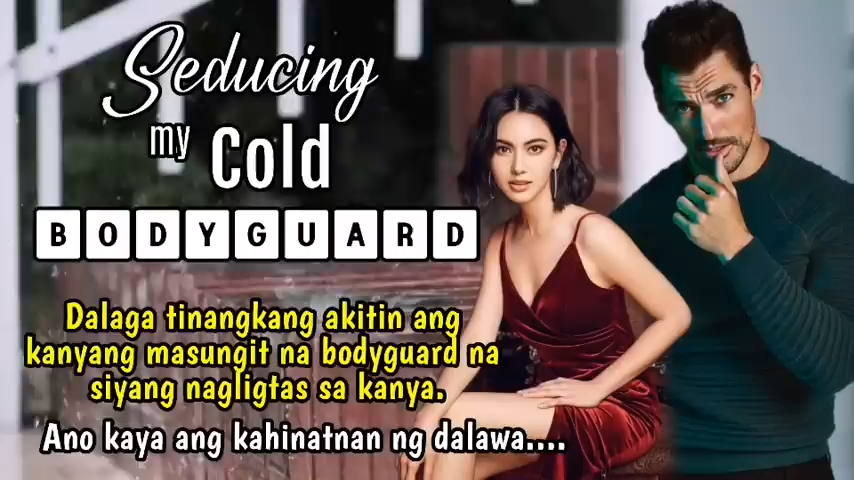 Seducing
my Cold
BODYGUARD
Dalaga tinangkang akitin ang
kanyang masungit na bodyguard na
siyang nagligtas sa kanya.
Ano kaya ang kahinatnan ng dalawa....